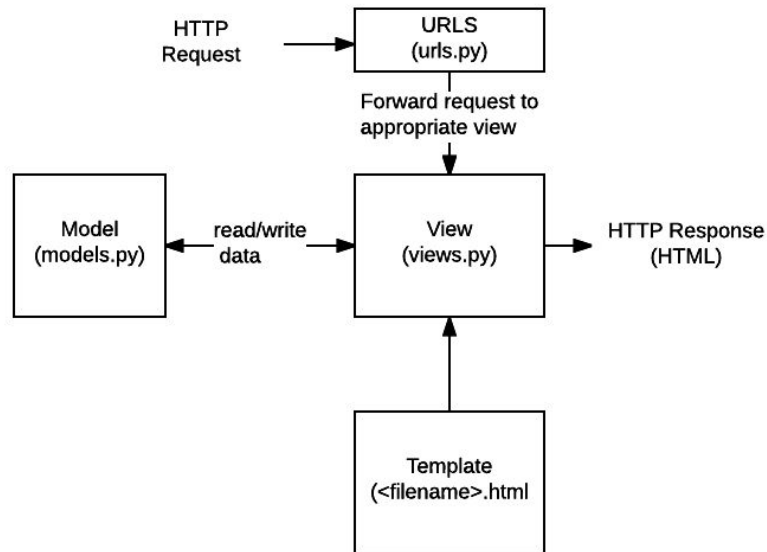 HTTP
Request
URLS
(urls.py)
Forward request to
appropriate view
Model
(models.py)
read/write
data
View
(views.py)
HTTP Response
(HTML)
Template
(<filename>.html